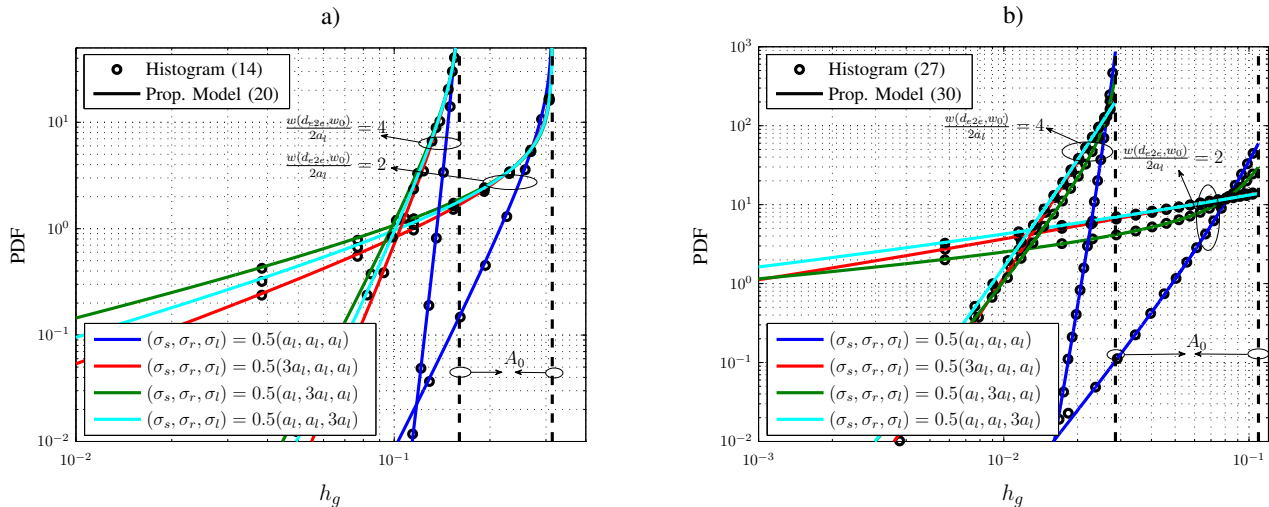 a)
Histogram (14)
Prop. Model (20)
w(d_{e2e}, w_0) / 2a_l = 4
w(d_{e2e}, w_0) / 2a_l = 2
A_0
(σ_s, σ_r, σ_l) = 0.5(a_l, a_l, a_l)
(σ_s, σ_r, σ_l) = 0.5(3a_l, a_l, a_l)
(σ_s, σ_r, σ_l) = 0.5(a_l, 3a_l, a_l)
(σ_s, σ_r, σ_l) = 0.5(a_l, a_l, 3a_l)
PDF
10^1
10^0
10^{-1}
10^{-2}
10^{-2}
10^{-1}
h_g
b)
Histogram (27)
Prop. Model (30)
w(d_{e2e}, w_0) / 2a_l = 4
w(d_{e2e}, w_0) / 2a_l = 2
A_0
(σ_s, σ_r, σ_l) = 0.5(a_l, a_l, a_l)
(σ_s, σ_r, σ_l) = 0.5(3a_l, a_l, a_l)
(σ_s, σ_r, σ_l) = 0.5(a_l, 3a_l, a_l)
(σ_s, σ_r, σ_l) = 0.5(a_l, a_l, 3a_l)
PDF
10^3
10^2
10^1
10^0
10^{-1}
10^{-2}
10^{-3}
10^{-2}
10^{-1}
h_g